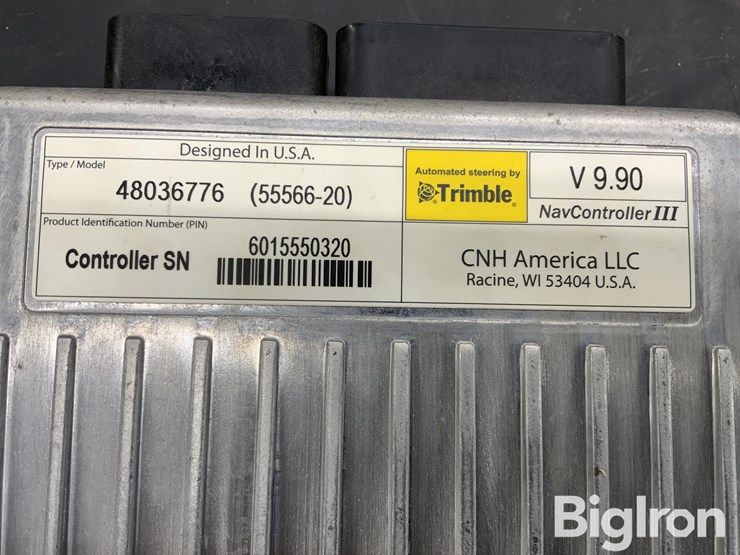 Designed In U.S.A.
Type / Model
48036776 (55566-20)
Product Identification Number (PIN)
Controller SN
6015550320
Automated steering by
Trimble®
V 9.90
NavController III
CNH America LLC
Racine, WI 53404 U.S.A.
BigIron